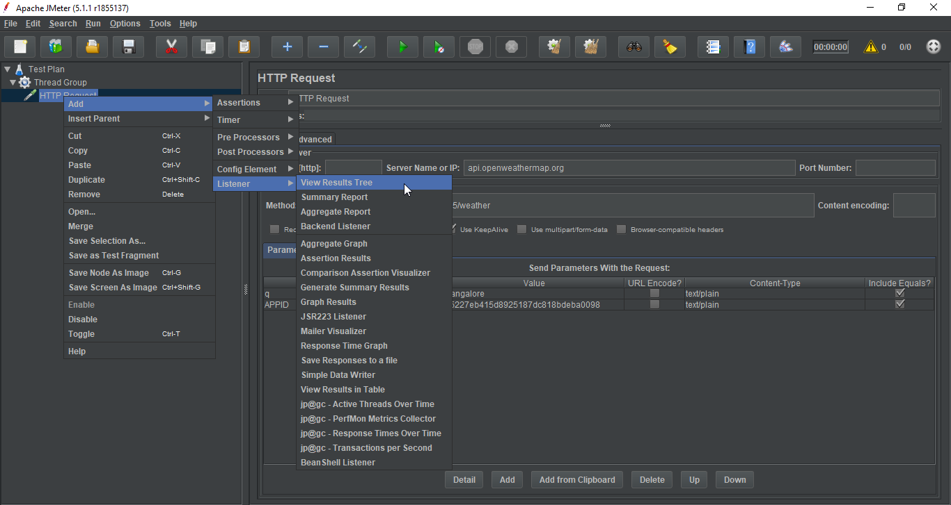 Apache JMeter (5.1.1 r1855137)
File Edit Search Run Options Tools Help
00:00:00 0 0/0
Test Plan
Thread Group
HTTP Request
Add
Insert Parent
Cut Ctrl-X
Copy Ctrl-C
Paste Ctrl-V
Duplicate Ctrl+Shift-C
Remove Delete
Open...
Merge
Save Selection As...
Save as Test Fragment
Save Node As Image Ctrl-G
Save Screen As Image Ctrl+Shift-G
Enable
Disable
Toggle Ctrl-T
Help
Assertions
Timer
Pre Processors
Post Processors
Config Element
Listener
View Results Tree
Summary Report
Aggregate Report
Backend Listener
Aggregate Graph
Assertion Results
Comparison Assertion Visualizer
Generate Summary Results
Graph Results
JSR223 Listener
Mailer Visualizer
Response Time Graph
Save Responses to a file
Simple Data Writer
View Results in Table
jp@gc - Active Threads Over Time
jp@gc - PerfMon Metrics Collector
jp@gc - Response Times Over Time
jp@gc - Transactions per Second
BeanShell Listener
HTTP Request
TTP Request
s:
dvanced
ver
[http]: Server Name or IP: api.openweathermap.org Port Number:
Method 5/weather Content encoding:
Rec Use KeepAlive Use multipart/form-data Browser-compatible headers
Parame
Send Parameters With the Request:
Value URL Encode? Content-Type Include Equals?
q angalore text/plain
APPID 5227eb415d8925187dc818bdeba0098 text/plain
Detail Add Add from Clipboard Delete Up Down